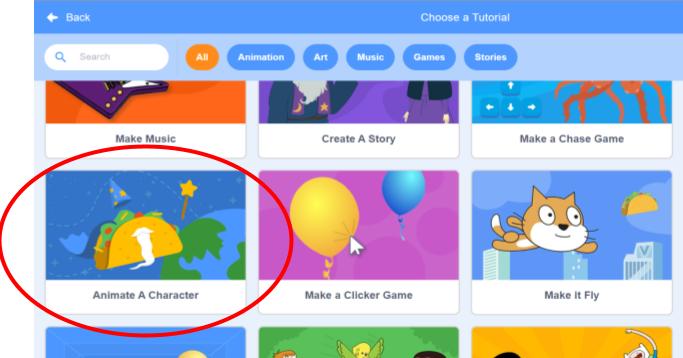 Back
Choose a Tutorial
Search
All
Animation
Art
Music
Games
Stories
Make Music
Create A Story
Make a Chase Game
Animate A Character
Make a Clicker Game
Make It Fly